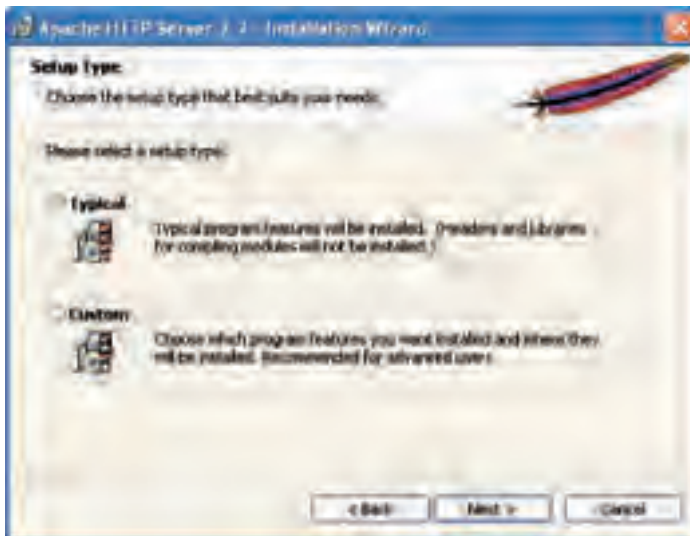 Apache HTTP Server 2.2 - Installation Wizard
Setup Type
Choose the setup type that best suits your needs.
Please select a setup type:
Typical
Typical program features will be installed. (Headers and Libraries
for compiling modules will not be installed.)
Custom
Choose which program features you want installed and where they
will be installed. Recommended for advanced users
< Back
Next >
Cancel